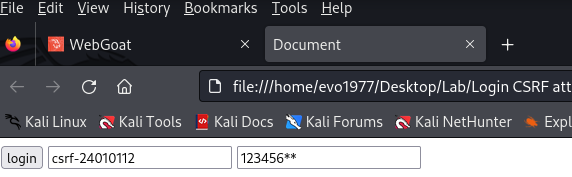 File Edit View History Bookmarks Tools Help
WebGoat × Document × +
file:///home/evo1977/Desktop/Lab/Login CSRF att
Kali Linux Kali Tools Kali Docs Kali Forums Kali NetHunter Expl
login csrf-24010112 123456**